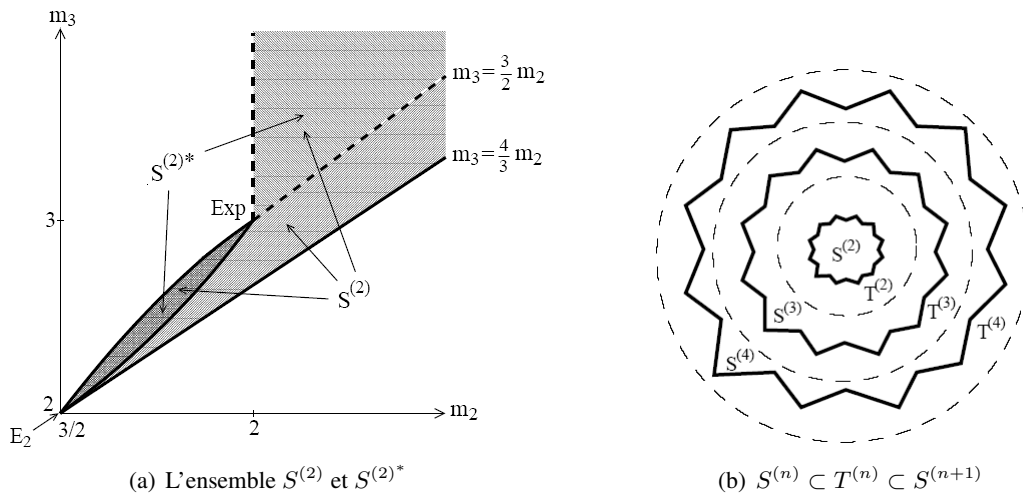 m₃
m₃=3/2 m₂
m₃=4/3 m₂
S⁽²⁾*
Exp
3
S⁽²⁾
2
E₂
3/2
2
m₂
(a) L'ensemble S⁽²⁾ et S⁽²⁾*
S⁽²⁾
T⁽²⁾
S⁽³⁾
T⁽³⁾
S⁽⁴⁾
T⁽⁴⁾
(b) S⁽ⁿ⁾ ⊂ T⁽ⁿ⁾ ⊂ S⁽ⁿ⁺¹⁾